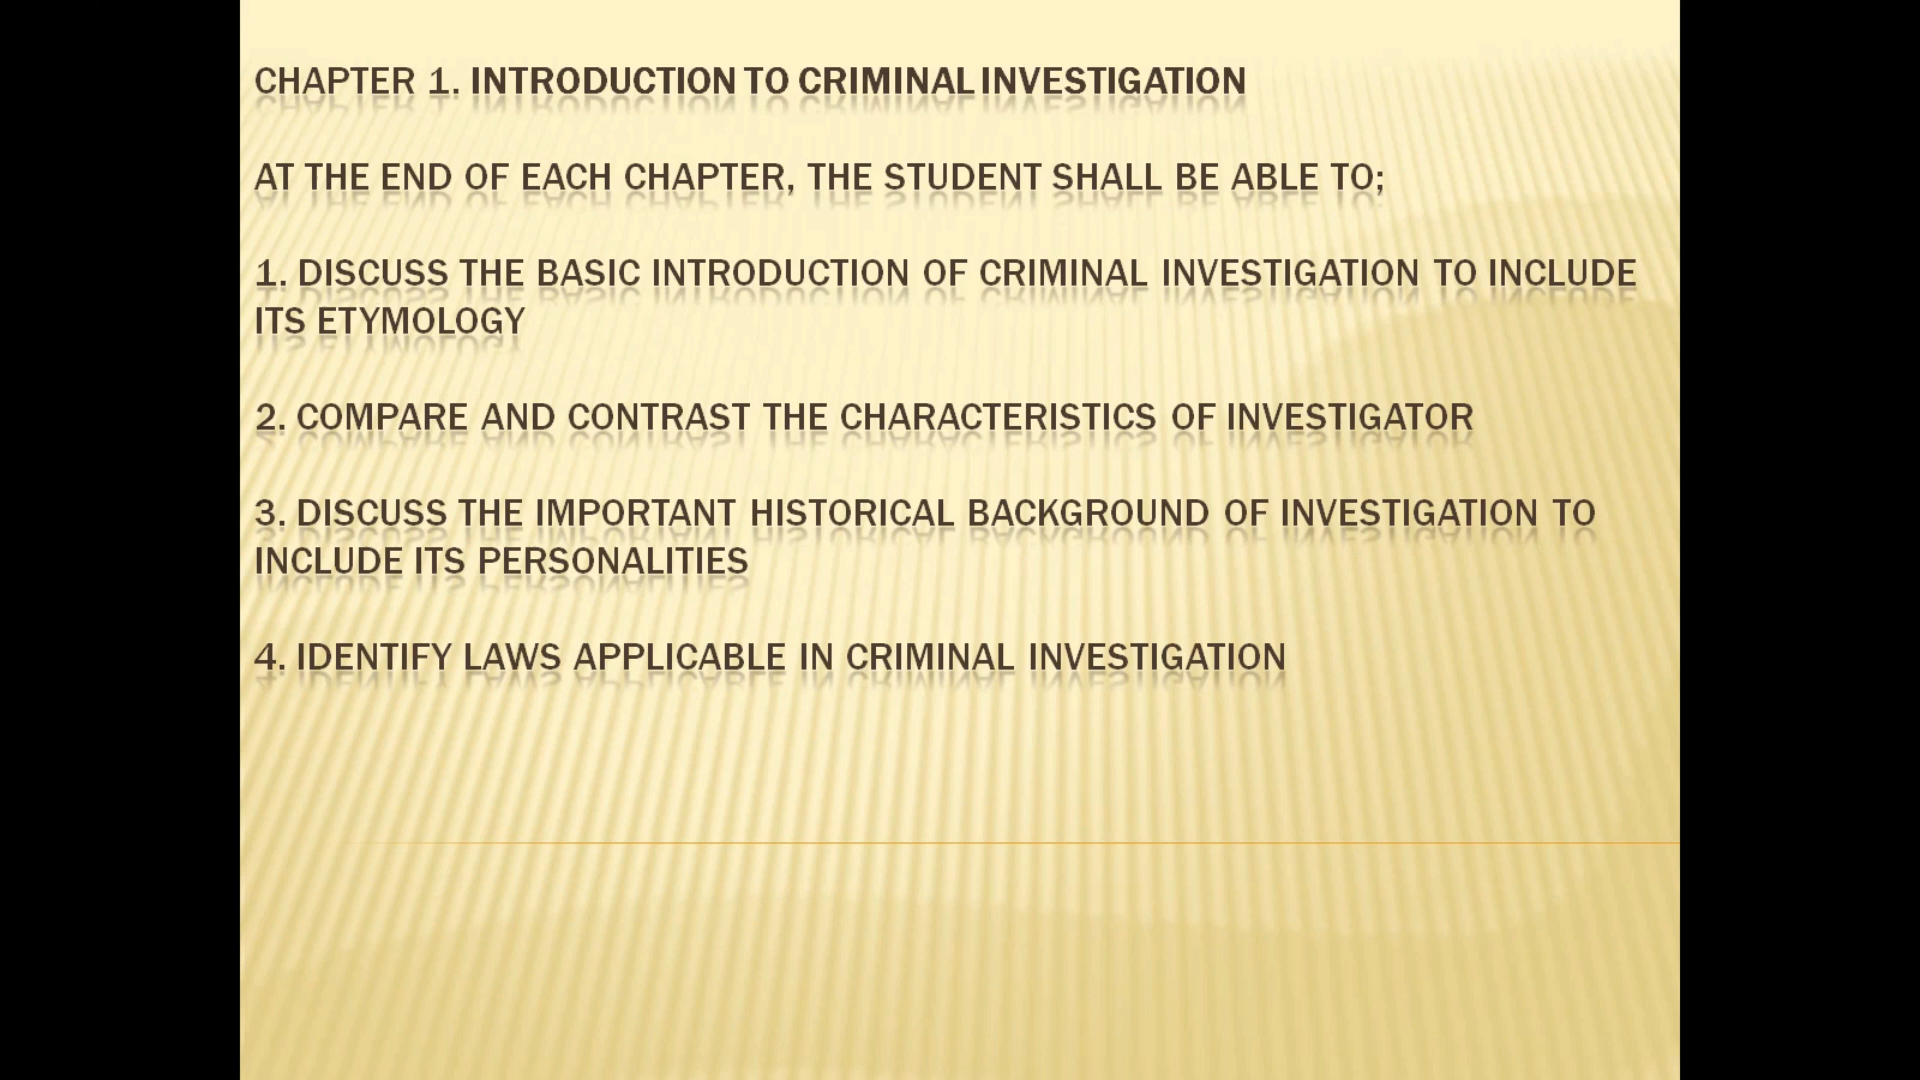 CHAPTER 1. INTRODUCTION TO CRIMINAL INVESTIGATION
AT THE END OF EACH CHAPTER, THE STUDENT SHALL BE ABLE TO;
1. DISCUSS THE BASIC INTRODUCTION OF CRIMINAL INVESTIGATION TO INCLUDE
ITS ETYMOLOGY
2. COMPARE AND CONTRAST THE CHARACTERISTICS OF INVESTIGATOR
3. DISCUSS THE IMPORTANT HISTORICAL BACKGROUND OF INVESTIGATION TO
INCLUDE ITS PERSONALITIES
4. IDENTIFY LAWS APPLICABLE IN CRIMINAL INVESTIGATION